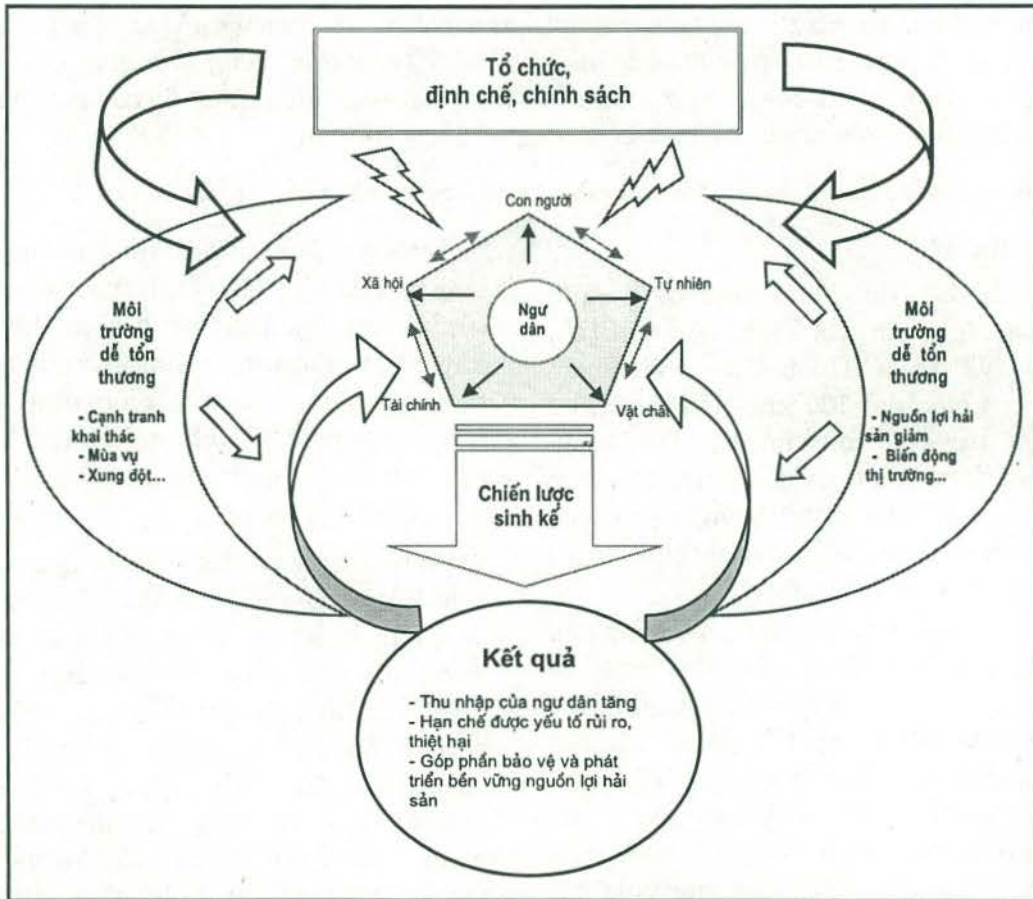 Tổ chức,
định chế, chính sách
Con người
Xã hội
Tự nhiên
Ngư
dân
Tài chính
Vật chất
Môi
trường
dễ tổn
thương
- Cạnh tranh
khai thác
- Mùa vụ
- Xung đột...
Môi
trường
dễ tổn
thương
- Nguồn lợi hải
sản giảm
- Biến động
thị trường...
Chiến lược
sinh kế
Kết quả
- Thu nhập của ngư dân tăng
- Hạn chế được yếu tố rủi ro,
thiệt hại
- Góp phần bảo vệ và phát
triển bền vững nguồn lợi hải
sản